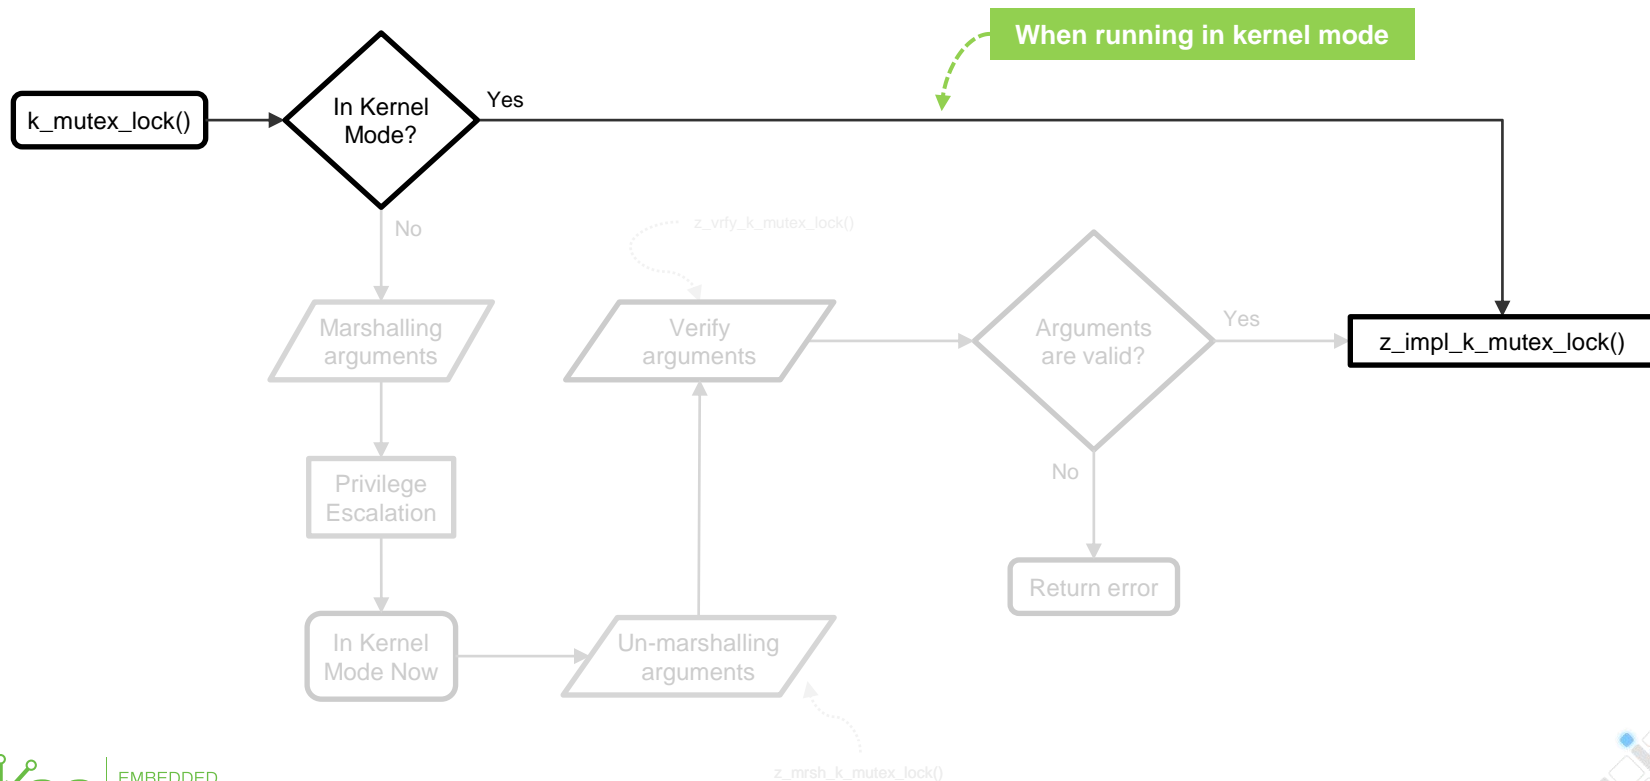 When running in kernel mode
k_mutex_lock()
In Kernel
Mode?
Yes
No
z_vrfy_k_mutex_lock()
Marshalling
arguments
Verify
arguments
Arguments
are valid?
Yes
z_impl_k_mutex_lock()
No
Privilege
Escalation
Return error
In Kernel
Mode Now
Un-marshalling
arguments
z_mrsh_k_mutex_lock()
EMBEDDED